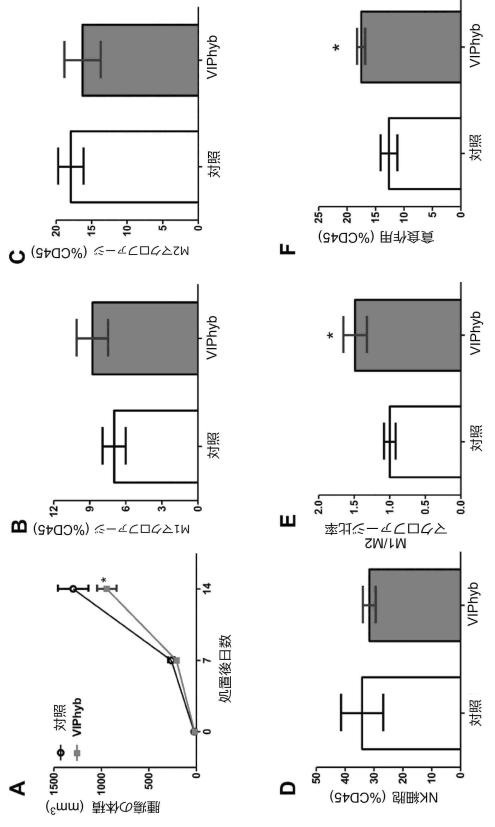 A
腫瘍の体積 (mm³)
1500
1000
500
0
対照
VIPhyb
*
0
7
14
処置後日数
B
M1マクロファージ (%CD45)
12
9
6
3
0
対照
VIPhyb
C
M2マクロファージ (%CD45)
20
15
10
5
0
対照
VIPhyb
D
NK細胞 (%CD45)
50
40
30
20
10
0
対照
VIPhyb
E
M1/M2
マクロファージ比率
2.0
1.5
1.0
0.5
0.0
*
対照
VIPhyb
F
貪食作用 (%CD45)
25
20
15
10
5
0
*
対照
VIPhyb